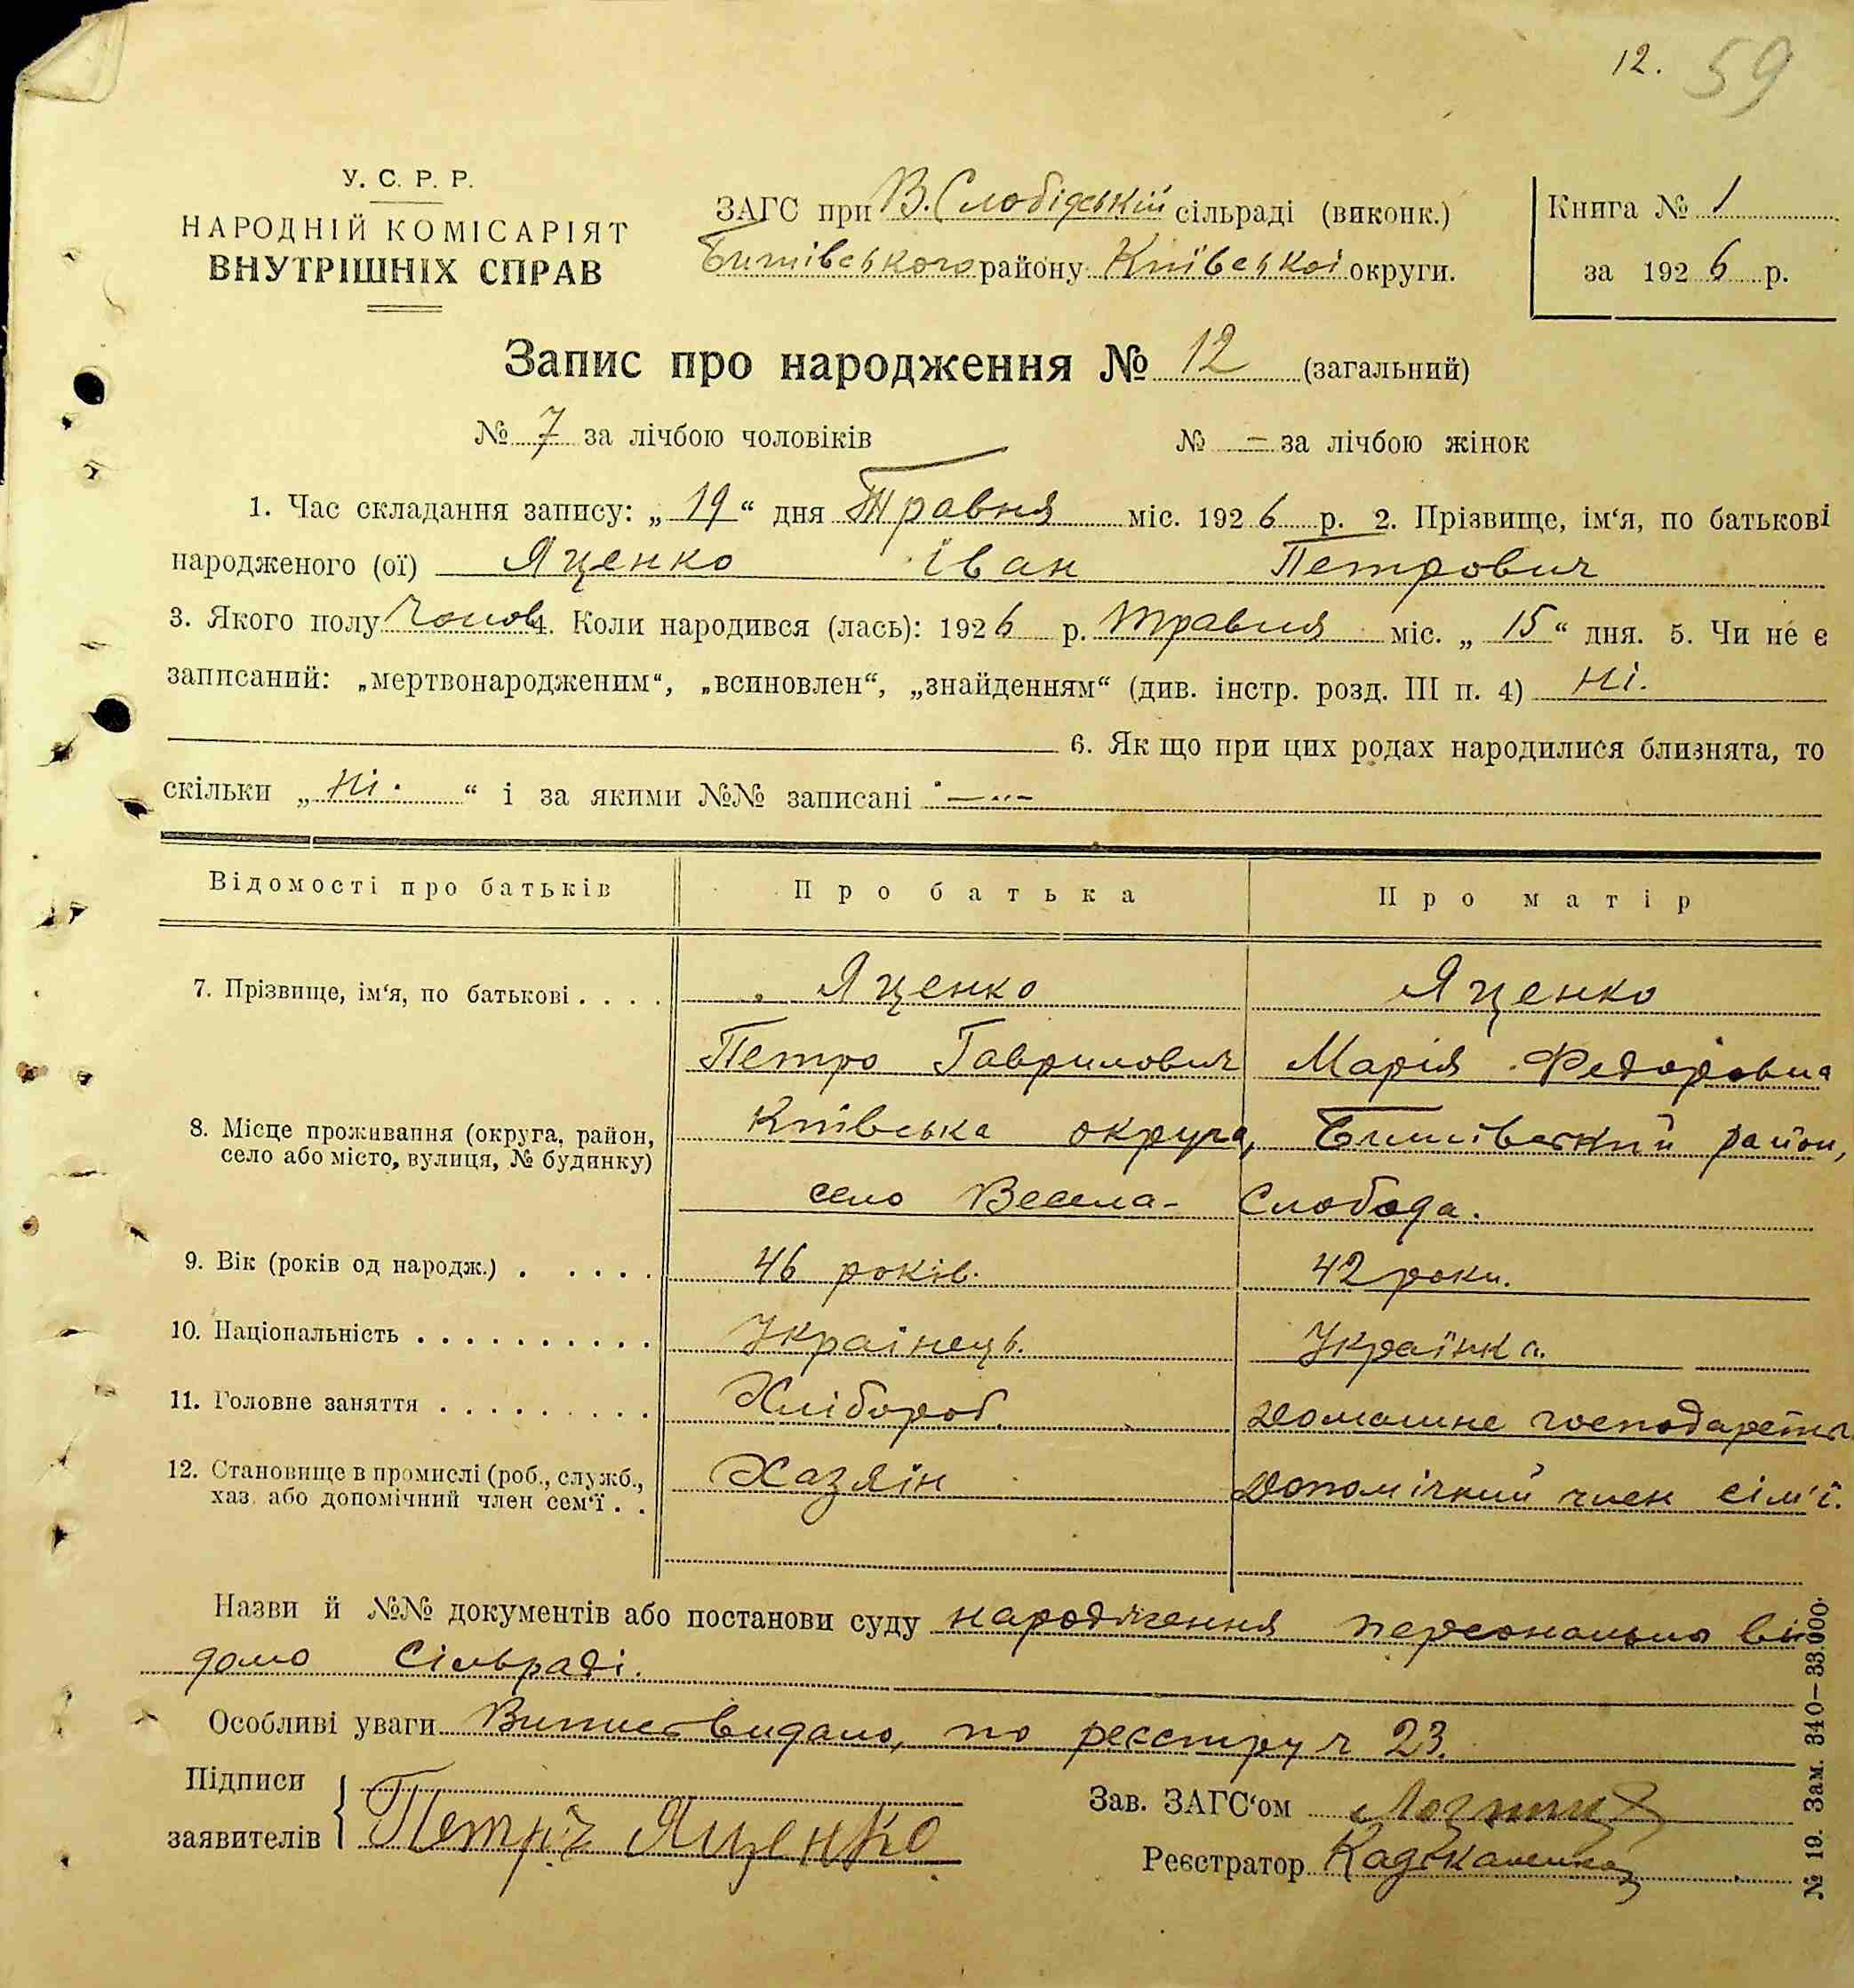 12. 59
У. С. Р. Р.
НАРОДНІЙ КОМІСАРІЯТ
ВНУТРІШНІХ СПРАВ
ЗАГС при В. Слобідській сільраді (виконк.)
Бишівського району Київської округи.
Книга № 1
за 1926 р.
Запис про народження № 12 (загальний)
№ 7 за лічбою чоловіків № – за лічбою жінок
1. Час складання запису: „ 19 “ дня Травня міс. 1926 р. 2. Прізвище, ім‘я, по батькові
народженого (ої) Яценко Іван Петрович
3. Якого полу Чолов. 4. Коли народився (лась): 1926 р. Травня міс. „ 15 “ дня. 5. Чи не є
записаний: „мертвонародженим“, „всиновлен“, „знайденням“ (див. інстр. розд. III п. 4) Ні.
6. Як що при цих родах народилися близнята, то
скільки „ Ні. “ і за якими №№ записані
Відомості про батьків Про батька Про матір
7. Прізвище, ім‘я, по батькові . . . . Яценко Яценко
Петро Гаврилович Марія Федоровна
8. Місце проживання (округа, район, Київська округа, Бишівський район,
село або місто, вулиця, № будинку)
село Весела- Слобода.
9. Вік (років од народж.) . . . . . 46 років. 42 роки.
10. Національність . . . . . . . . . . Украінець. Українка.
11. Головне заняття . . . . . . . . . Хлібороб. Домашнє господарство
12. Становище в промислі (роб., служб., Хазяін Допомічний член сім'ї.
хаз. або допомічний член сем‘ї . .
Назви й №№ документів або постанови суду народження персонально ві
домо Сільраді.
Особливі уваги Випис видано, по реєстру ч 23.
Підписи
заявителів Петро Яценко
Зав. ЗАГС‘ом
Реєстратор
№ 19. Зам. 340–33000.